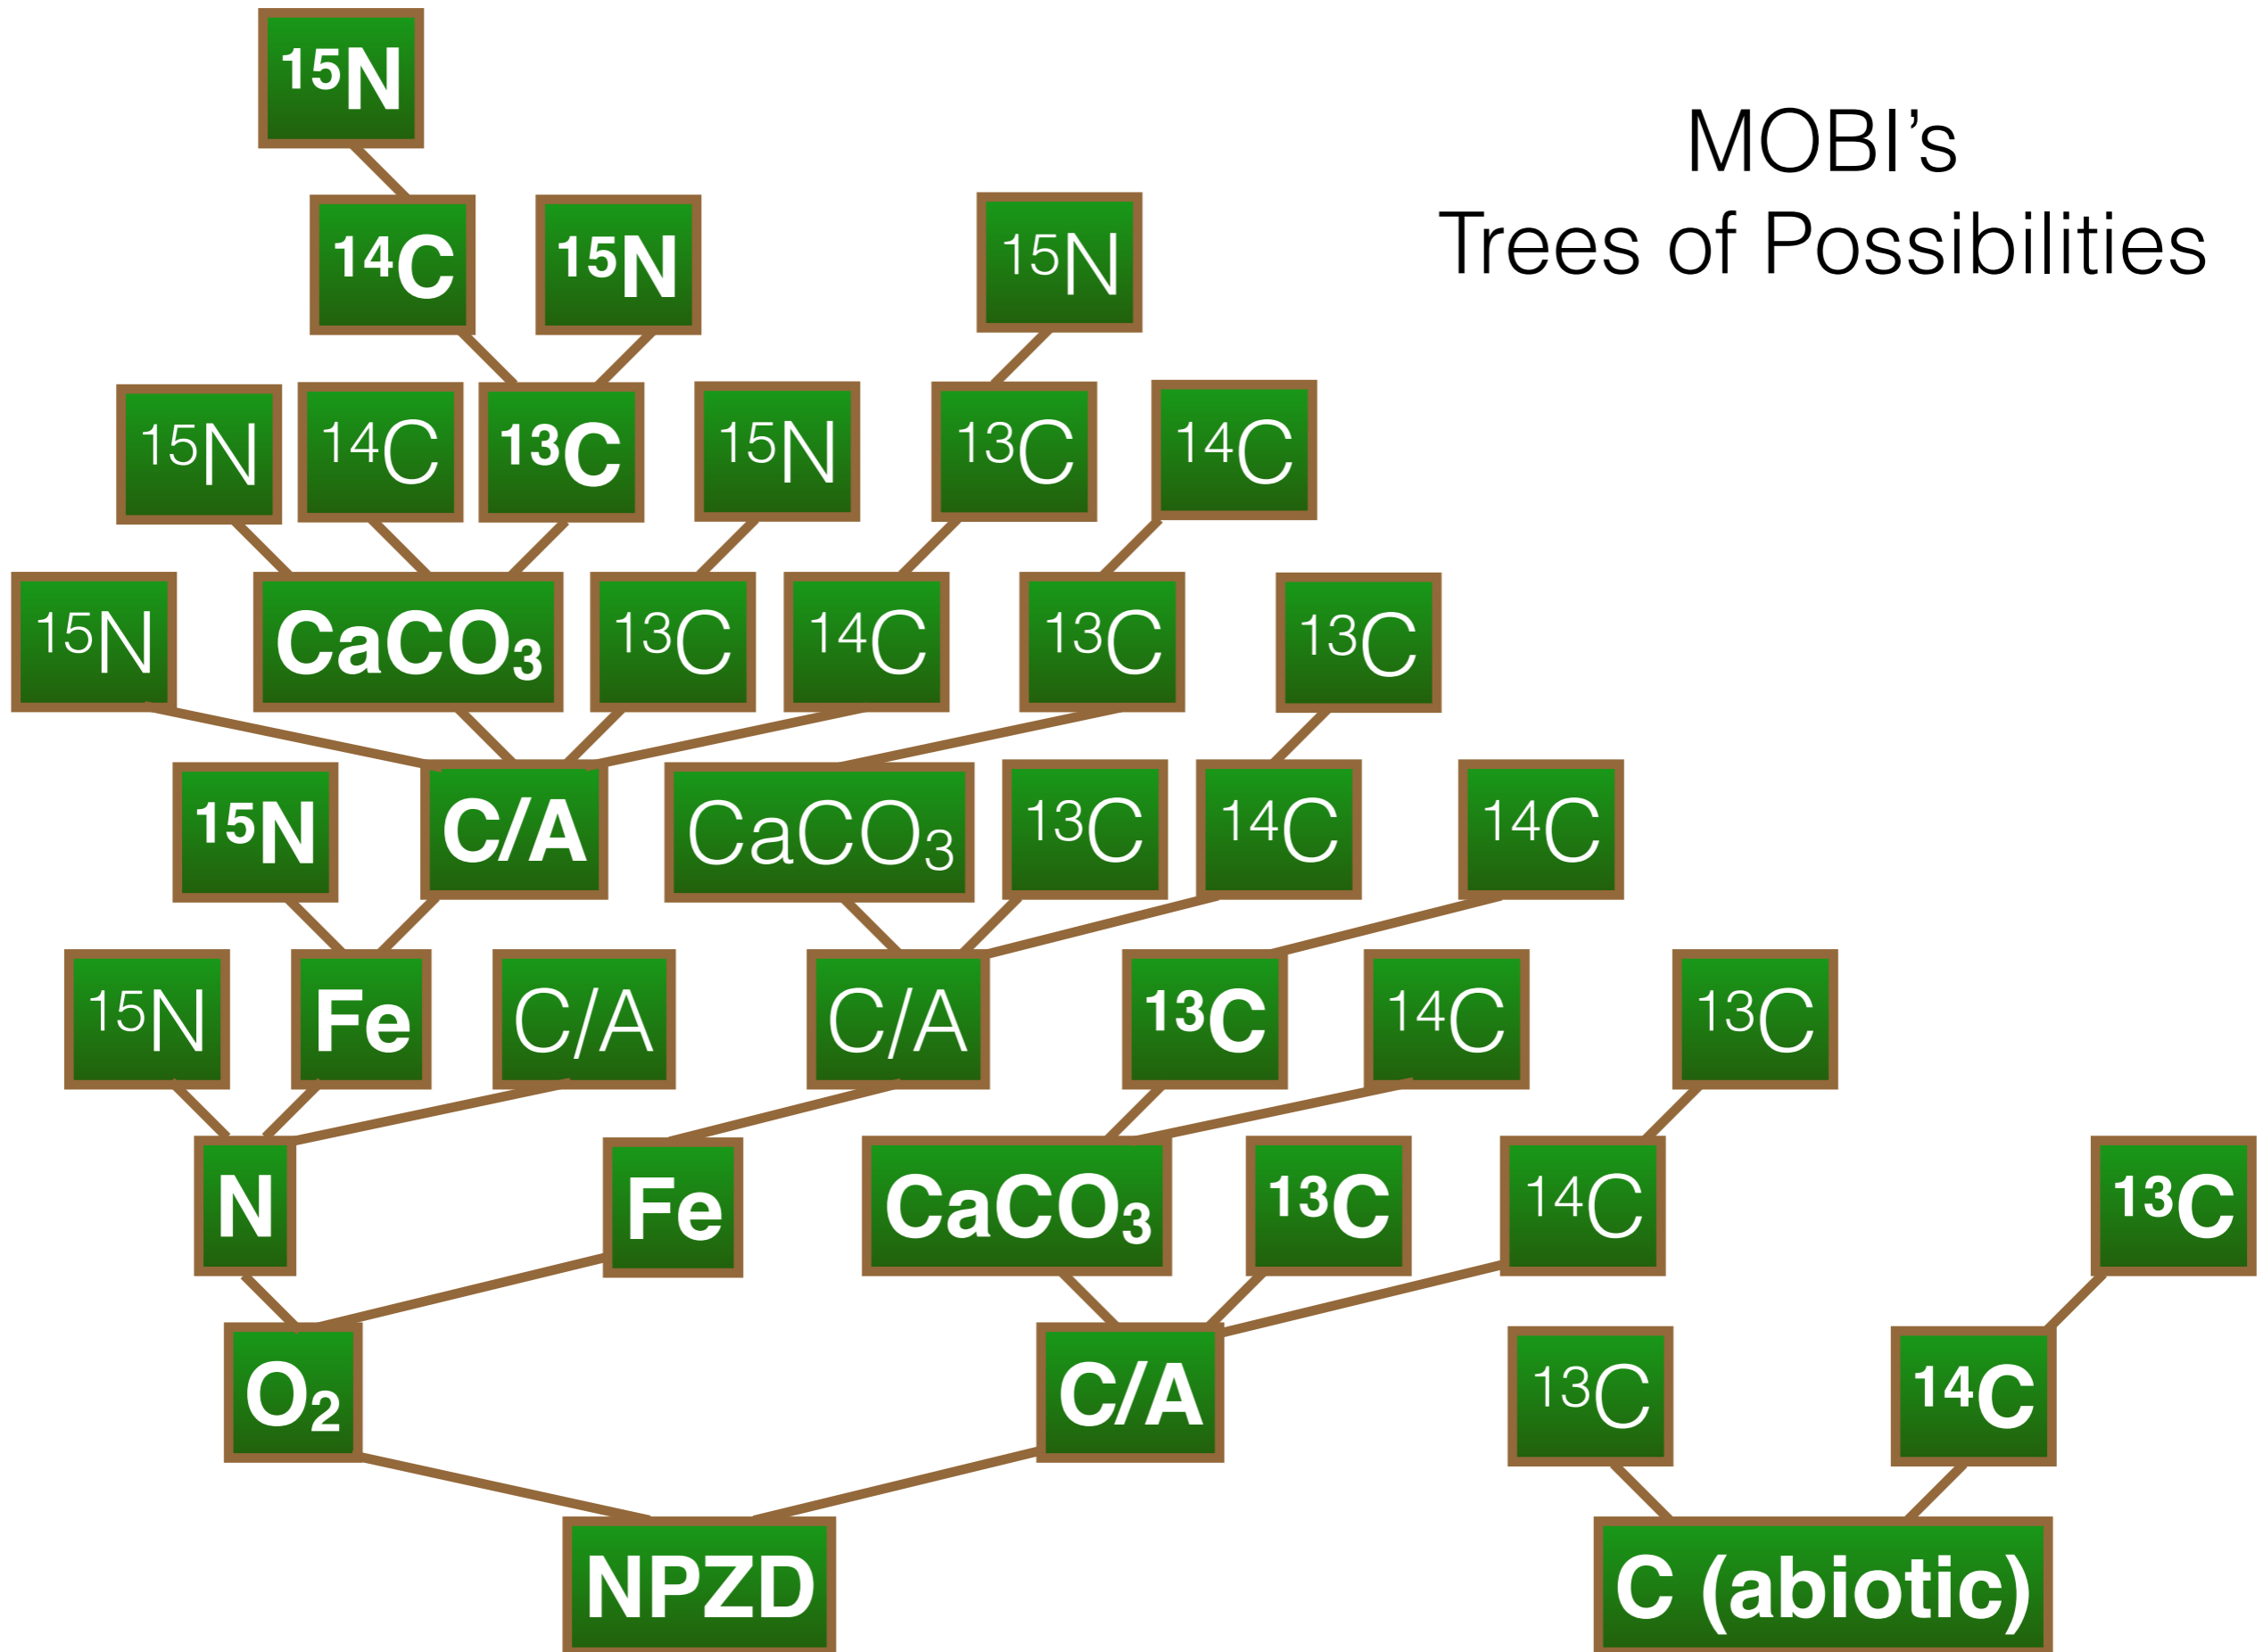 ¹⁵N
MOBI’s
Trees of Possibilities
¹⁴C
¹⁵N
¹⁵N
¹⁵N
¹⁴C
¹³C
¹⁵N
¹³C
¹⁴C
¹⁵N
CaCO₃
¹³C
¹⁴C
¹³C
¹³C
¹⁵N
C/A
CaCO₃
¹³C
¹⁴C
¹⁴C
¹⁵N
Fe
C/A
C/A
¹³C
¹⁴C
¹³C
N
Fe
CaCO₃
¹³C
¹⁴C
¹³C
O₂
C/A
¹³C
¹⁴C
NPZD
C (abiotic)